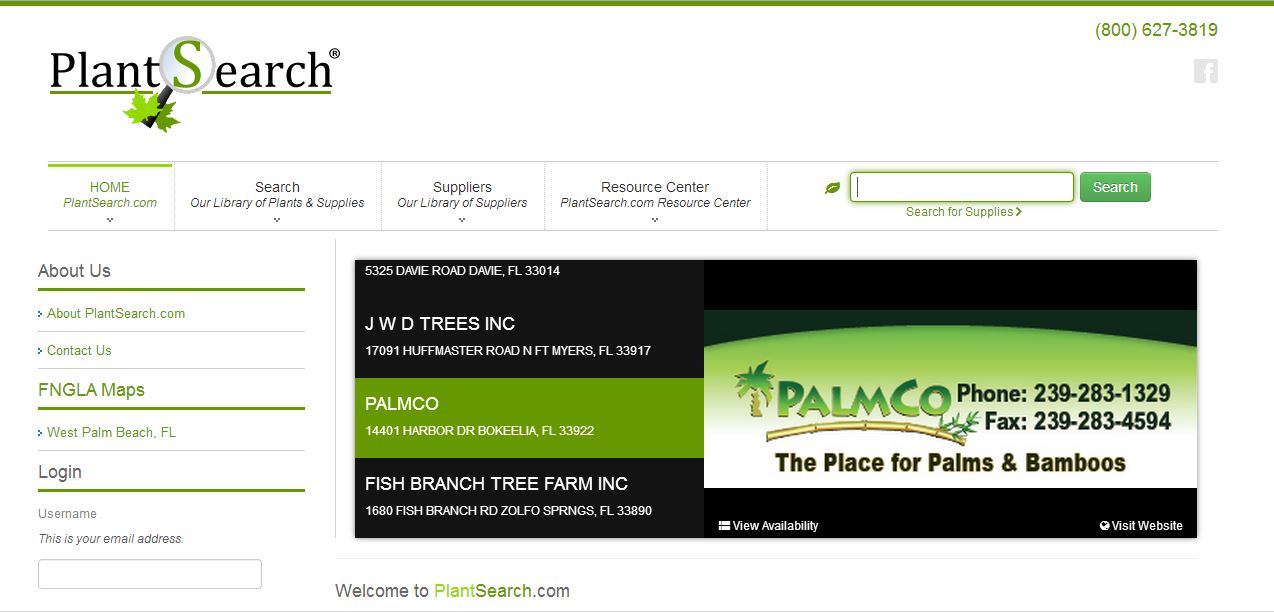 (800) 627-3819
PlantSearch®
HOME
PlantSearch.com
Search
Our Library of Plants & Supplies
Suppliers
Our Library of Suppliers
Resource Center
PlantSearch.com Resource Center
Search
Search for Supplies
About Us
About PlantSearch.com
Contact Us
FNGLA Maps
West Palm Beach, FL
Login
Username
This is your email address.
5325 DAVIE ROAD DAVIE, FL 33014
J W D TREES INC
17091 HUFFMASTER ROAD N FT MYERS, FL 33917
PALMCO
14401 HARBOR DR BOKEELIA, FL 33922
FISH BRANCH TREE FARM INC
1680 FISH BRANCH RD ZOLFO SPRNGS, FL 33890
PALMCO
Phone: 239-283-1329
Fax: 239-283-4594
The Place for Palms & Bamboos
View Availability
Visit Website
Welcome to PlantSearch.com